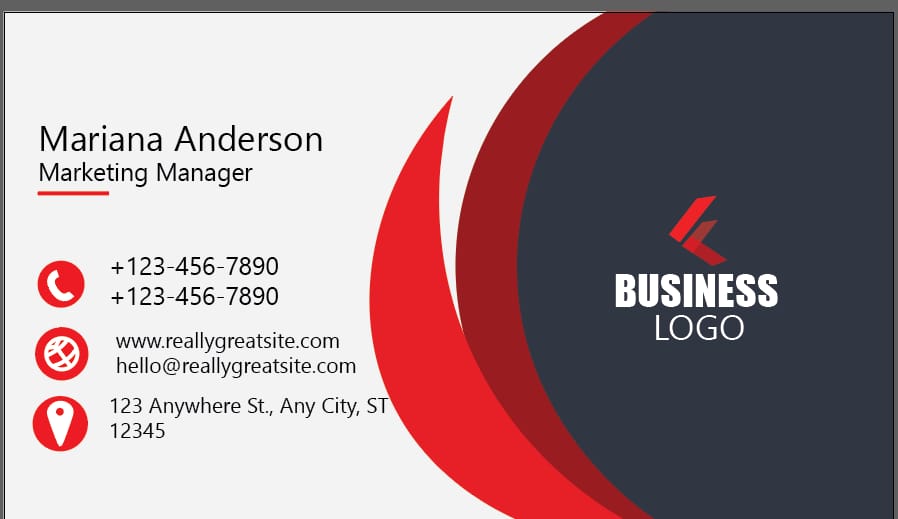 Mariana Anderson
Marketing Manager
+123-456-7890
+123-456-7890
www.reallygreatsite.com
hello@reallygreatsite.com
123 Anywhere St., Any City, ST
12345
BUSINESS
LOGO